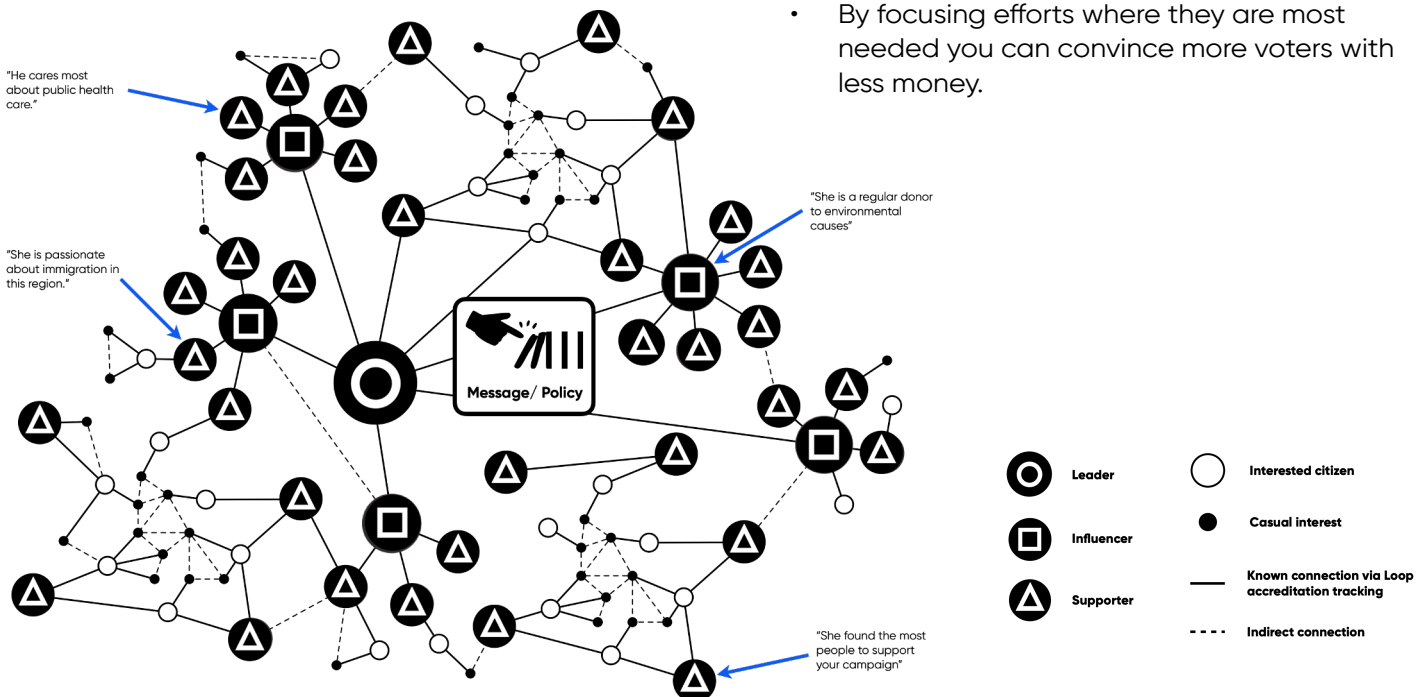 • By focusing efforts where they are most
needed you can convince more voters with
less money.
"He cares most
about public health
care."
"She is a regular donor
to environmental
causes"
"She is passionate
about immigration in
this region."
Message/ Policy
"She found the most
people to support
your campaign"
Leader
Influencer
Supporter
Interested citizen
Casual interest
Known connection via Loop
accreditation tracking
Indirect connection